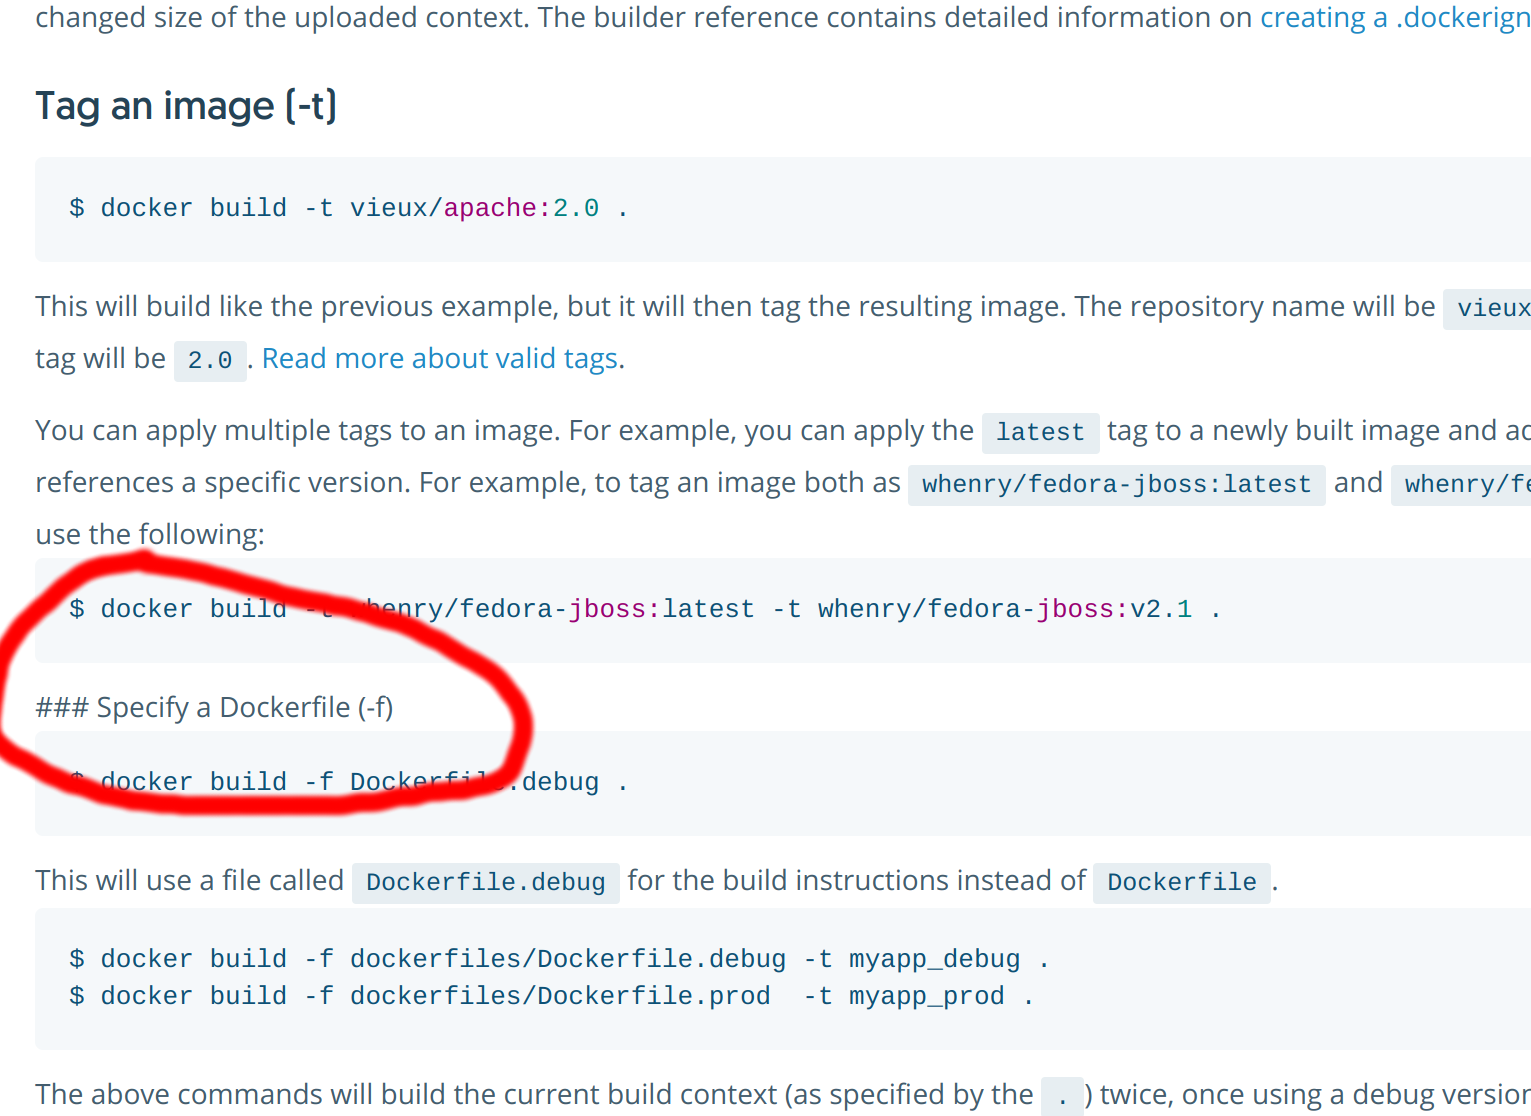 changed size of the uploaded context. The builder reference contains detailed information on creating a .dockerign
Tag an image (-t)
$ docker build -t vieux/apache:2.0 .
This will build like the previous example, but it will then tag the resulting image. The repository name will be vieux
tag will be 2.0. Read more about valid tags.
You can apply multiple tags to an image. For example, you can apply the latest tag to a newly built image and ad
references a specific version. For example, to tag an image both as whenry/fedora-jboss:latest and whenry/fe
use the following:
$ docker build -t whenry/fedora-jboss:latest -t whenry/fedora-jboss:v2.1 .
### Specify a Dockerfile (-f)
$ docker build -f Dockerfile.debug .
This will use a file called Dockerfile.debug for the build instructions instead of Dockerfile.
$ docker build -f dockerfiles/Dockerfile.debug -t myapp_debug .
$ docker build -f dockerfiles/Dockerfile.prod  -t myapp_prod .
The above commands will build the current build context (as specified by the .) twice, once using a debug version